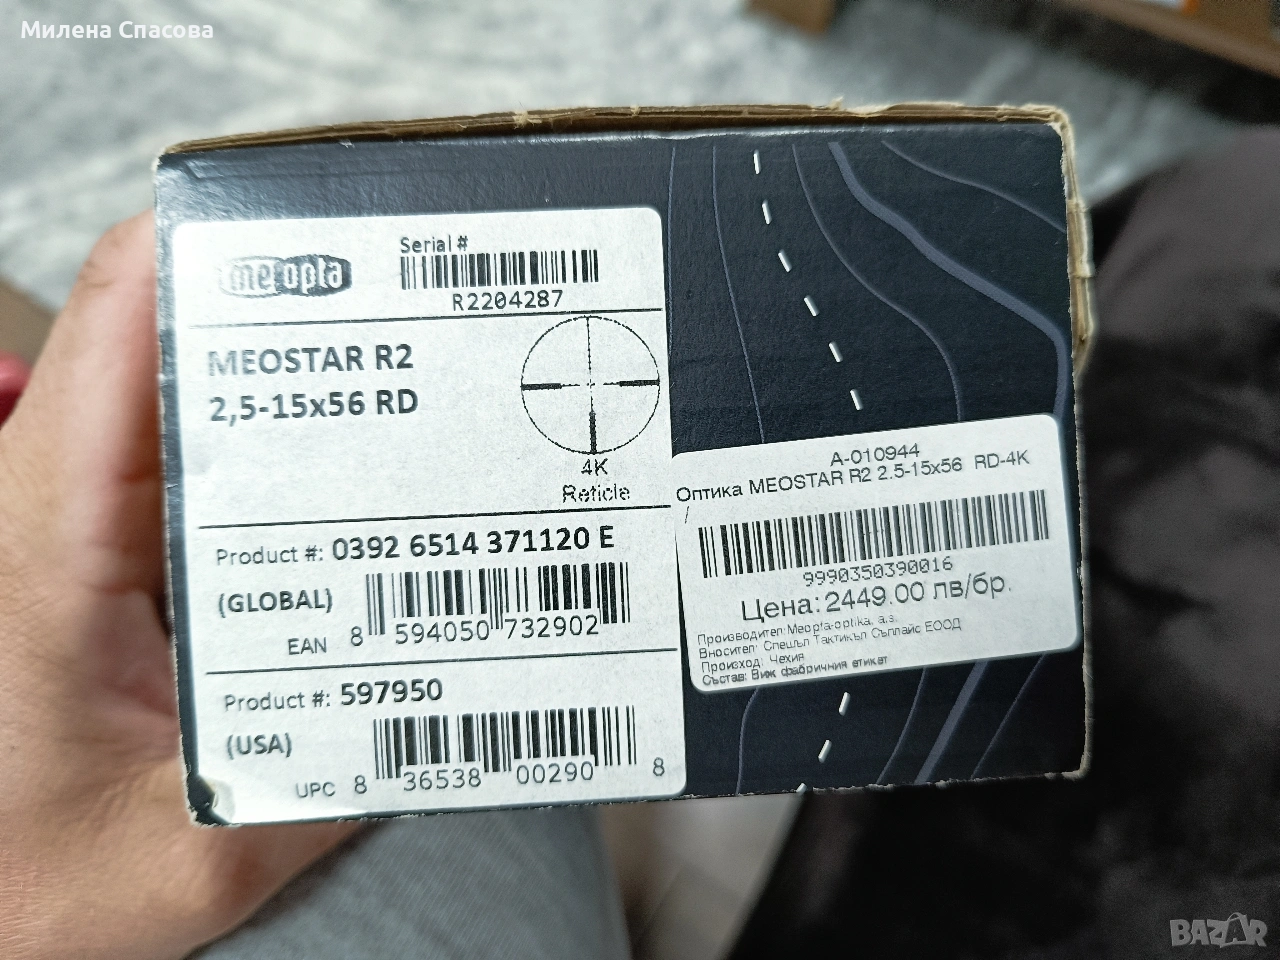 Милена Спасова
meopta
Serial #
R2204287
MEOSTAR R2
2,5-15x56 RD
4K
Reticle
Product #: 0392 6514 371120 E
(GLOBAL)
EAN 8 594050 732902
Product #: 597950
(USA)
UPC 8 36538 00290 8
A-010944
Оптика MEOSTAR R2 2.5-15x56 RD-4K
/
9990350390016
Цена: 2449.00 лв/бр.
Производител: Meopta-optika, a.s.
Вносител: Спешъл Тактикъл Съплайс ЕООД
Произход: Чехия
Състав: Виж фабричния етикет
BAZAR